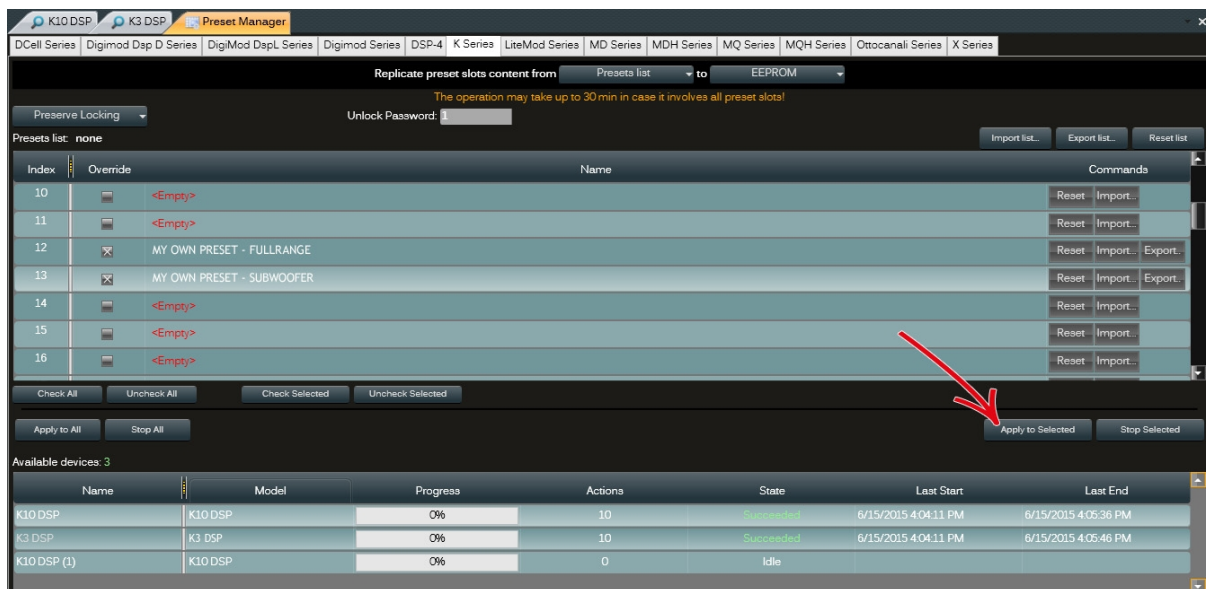 K10 DSP K3 DSP Preset Manager
DCell Series Digimod Dsp D Series DigiMod DspL Series Digimod Series DSP-4 K Series LiteMod Series MD Series MDH Series MQ Series MQH Series Ottocanali Series X Series
Replicate preset slots content from Presets list to EEPROM
The operation may take up to 30 min in case it involves all preset slots!
Preserve Locking Unlock Password: 1
Presets list: none Import list... Export list... Reset list
Index Override Name Commands
10 <Empty> Reset Import...
11 <Empty> Reset Import...
12 MY OWN PRESET - FULLRANGE Reset Import... Export...
13 MY OWN PRESET - SUBWOOFER Reset Import... Export...
14 <Empty> Reset Import...
15 <Empty> Reset Import...
16 <Empty> Reset Import...
Check All Uncheck All Check Selected Uncheck Selected
Apply to All Stop All Apply to Selected Stop Selected
Available devices: 3
Name Model Progress Actions State Last Start Last End
K10 DSP K10 DSP 0% 10 Succeeded 6/15/2015 4:04:11 PM 6/15/2015 4:05:36 PM
K3 DSP K3 DSP 0% 10 Succeeded 6/15/2015 4:04:11 PM 6/15/2015 4:05:46 PM
K10 DSP (1) K10 DSP 0% 0 Idle